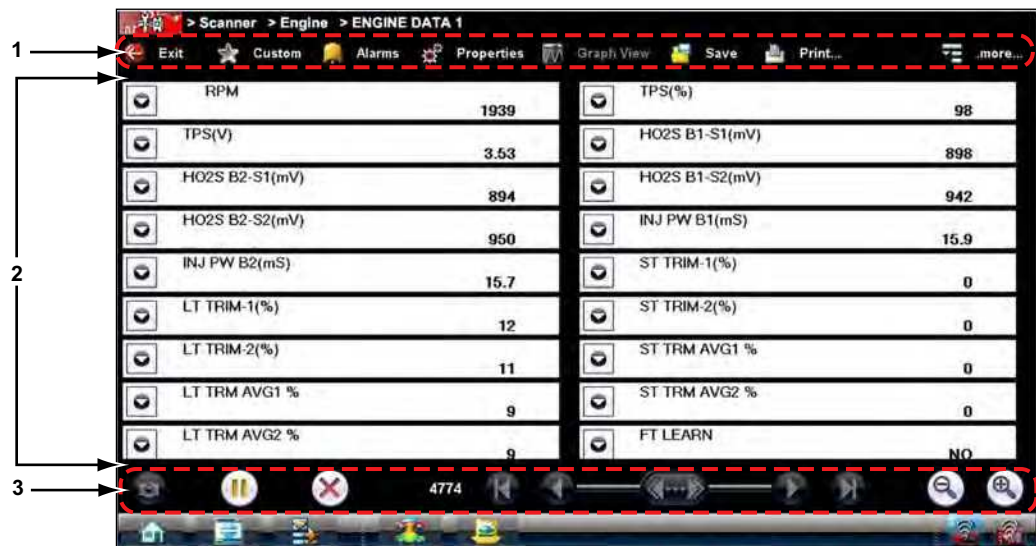 > Scanner > Engine > ENGINE DATA 1
1
Exit Custom Alarms Properties Graph View Save Print... .more...
RPM 1939
TPS(%) 98
TPS(V) 3.53
HO2S B1-S1(mV) 898
HO2S B2-S1(mV) 894
HO2S B1-S2(mV) 942
HO2S B2-S2(mV) 950
INJ PW B1(mS) 15.9
2
INJ PW B2(mS) 15.7
ST TRIM-1(%) 0
LT TRIM-1(%) 12
ST TRIM-2(%) 0
LT TRIM-2(%) 11
ST TRM AVG1 % 0
LT TRM AVG1 % 9
ST TRM AVG2 % 0
LT TRM AVG2 % 9
FT LEARN NO
3
4774